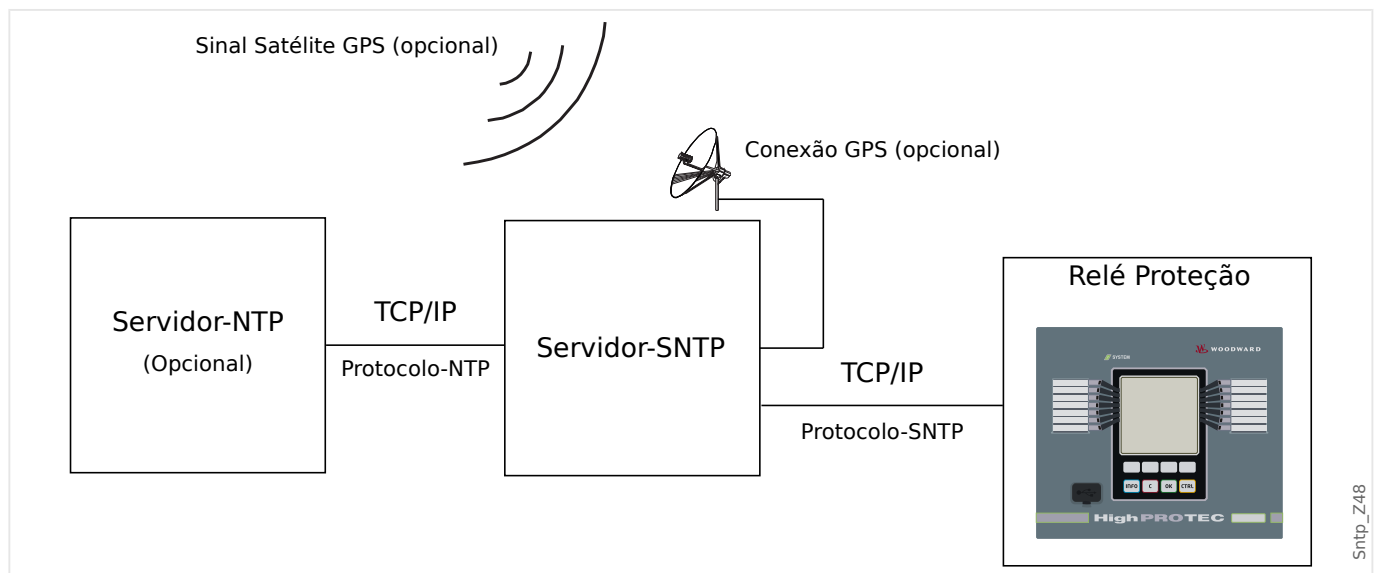 Sinal Satélite GPS (opcional)
Conexão GPS (opcional)
Servidor-NTP
(Opcional)
TCP/IP
Protocolo-NTP
Servidor-SNTP
TCP/IP
Protocolo-SNTP
Relé Proteção
SYSTEM
WOODWARD
INFO
C
OK
CTRL
HighPROTEC
Sntp_Z48